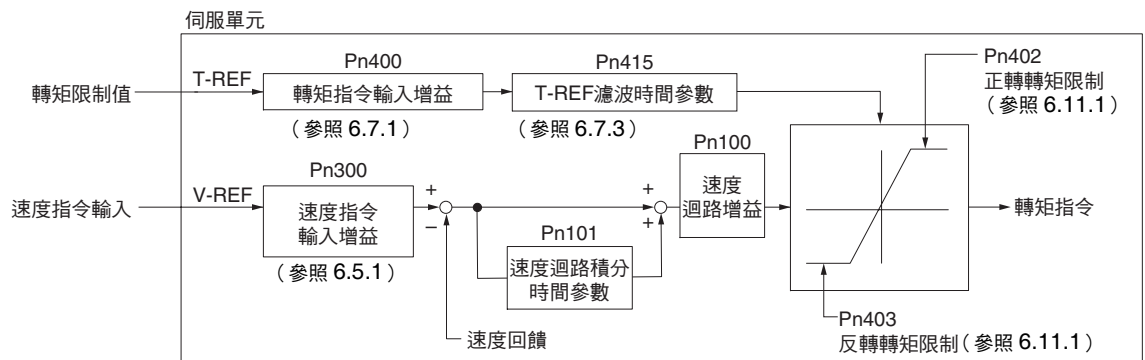 伺服單元
轉矩限制值
T-REF
Pn400
轉矩指令輸入增益
（參照 6.7.1）
Pn415
T-REF濾波時間參數
（參照 6.7.3）
Pn402
正轉轉矩限制
（參照 6.11.1）
速度指令輸入
V-REF
Pn300
速度指令
輸入增益
（參照 6.5.1）
+
−
速度回饋
Pn101
速度迴路積分
時間參數
+
+
Pn100
速度
迴路增益
轉矩指令
Pn403
反轉轉矩限制（參照 6.11.1）